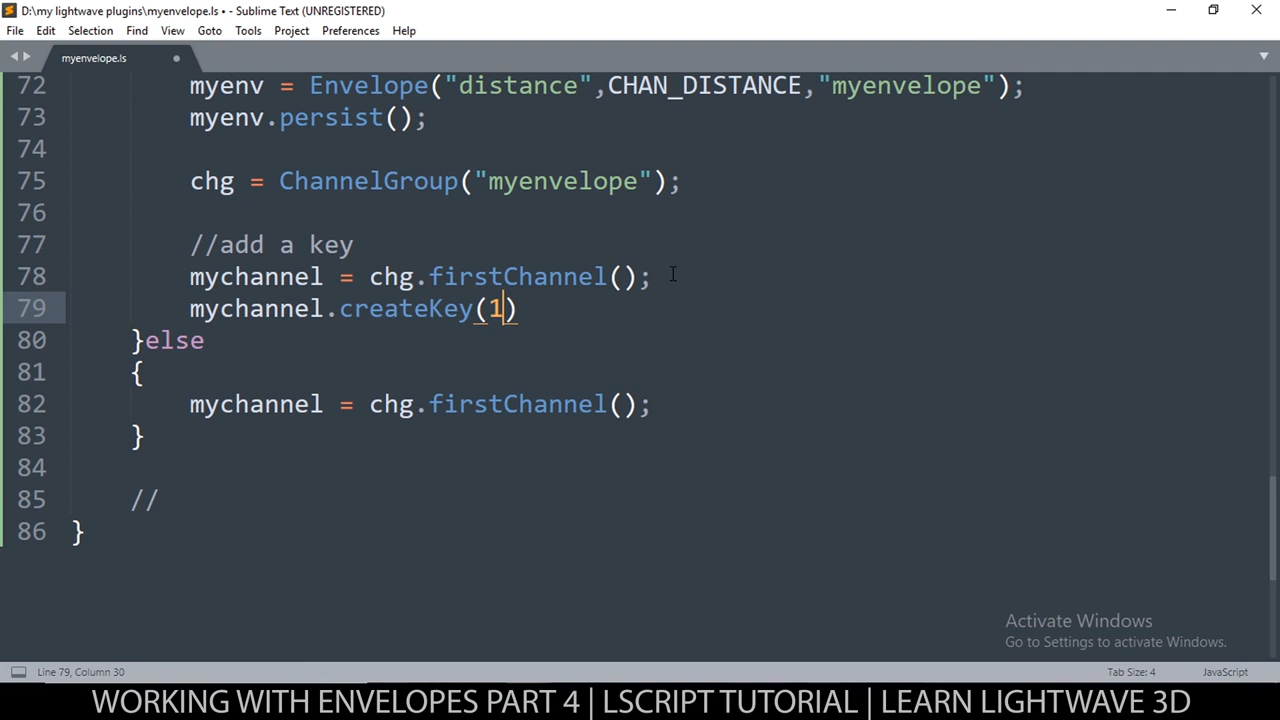 D:\my lightwave plugins\myenvelope.ls • - Sublime Text (UNREGISTERED)
File Edit Selection Find View Goto Tools Project Preferences Help
myenvelope.ls
72 myenv = Envelope("distance",CHAN_DISTANCE,"myenvelope");
73 myenv.persist();
74
75 chg = ChannelGroup("myenvelope");
76
77 //add a key
78 mychannel = chg.firstChannel();
79 mychannel.createKey(1)
80 }else
81 {
82 mychannel = chg.firstChannel();
83 }
84
85 //
86 }
Activate Windows
Go to Settings to activate Windows.
Line 79, Column 30 Tab Size: 4 JavaScript
WORKING WITH ENVELOPES PART 4 | LSCRIPT TUTORIAL | LEARN LIGHTWAVE 3D